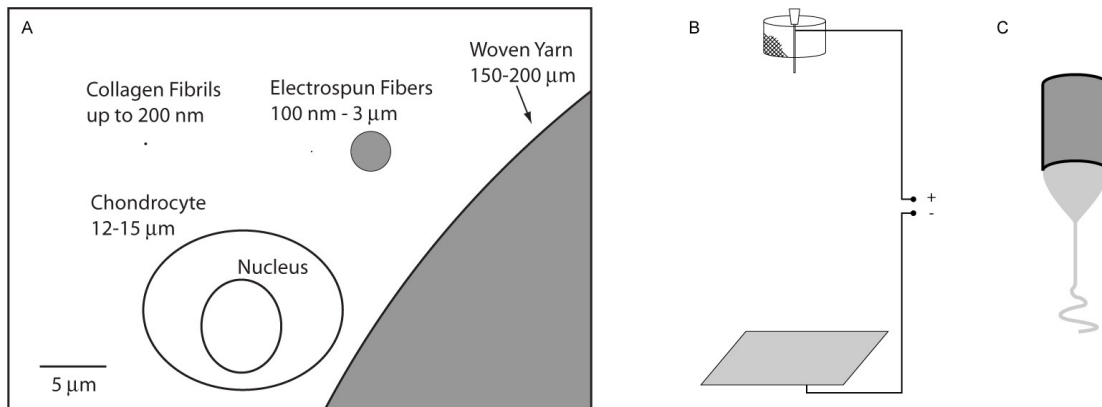 A
Collagen Fibrils
up to 200 nm
Electrospun Fibers
100 nm - 3 μm
Woven Yarn
150-200 μm
Chondrocyte
12-15 μm
Nucleus
5 μm
B
+
-
C